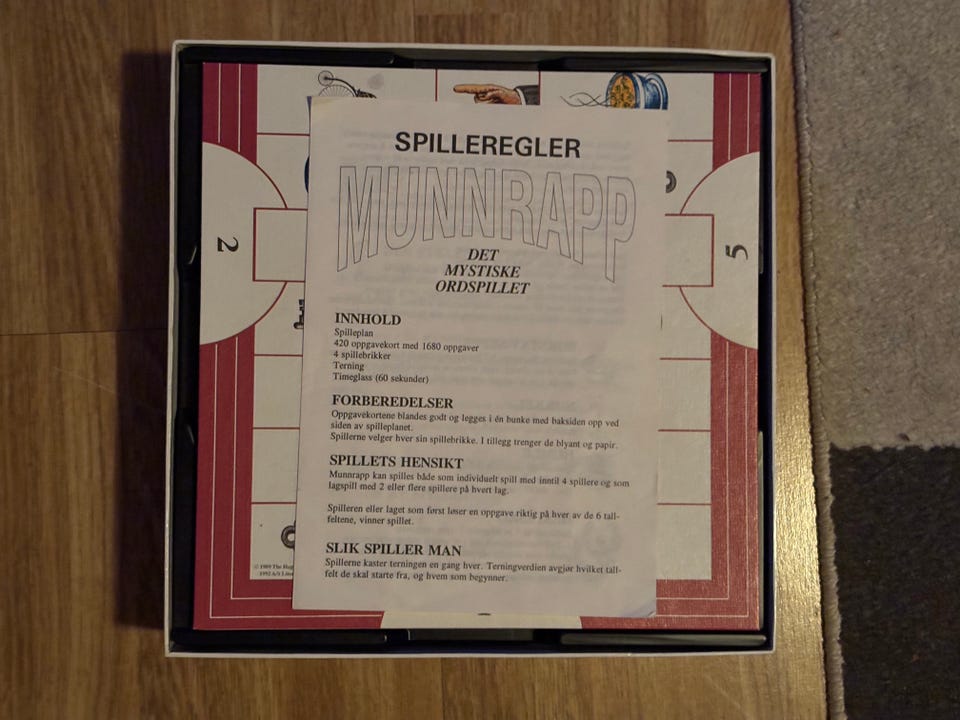 SPILLEREGLER
MUNNRAPP
DET
MYSTISKE
ORDSPILLET
INNHOLD
Spilleplan
420 oppgavekort med 1680 oppgaver
4 spillebrikker
Terning
Timeglass (60 sekunder)
FORBEREDELSER
Oppgavekortene blandes godt og legges i én bunke med baksiden opp ved
siden av spilleplanet.
Spillerne velger hver sin spillebrikke. I tillegg trenger de blyant og papir.
SPILLETS HENSIKT
Munnrapp kan spilles både som individuelt spill med inntil 4 spillere og som
lagspill med 2 eller flere spillere på hvert lag.
Spilleren eller laget som først løser en oppgave riktig på hver av de 6 tall-
feltene, vinner spillet.
SLIK SPILLER MAN
Spillerne kaster terningen en gang hver. Terningverdien avgjør hvilket tall-
felt de skal starte fra, og hvem som begynner.
2
5
© 1989 The
1992 A/S